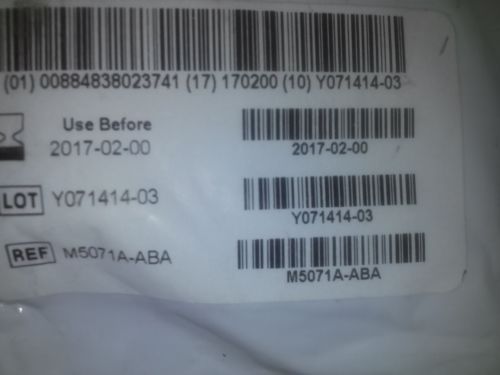 (01) 00884838023741 (17) 170200 (10) Y071414-03
Use Before
2017-02-00
2017-02-00
LOT Y071414-03
Y071414-03
REF M5071A-ABA
M5071A-ABA